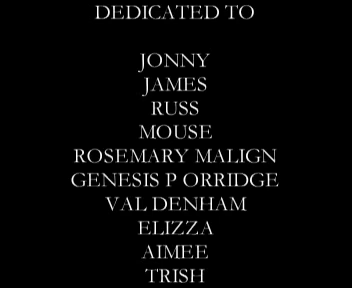 DEDICATED TO
JONNY
JAMES
RUSS
MOUSE
ROSEMARY MALIGN
GENESIS P ORRIDGE
VAL DENHAM
ELIZZA
AIMEE
TRISH